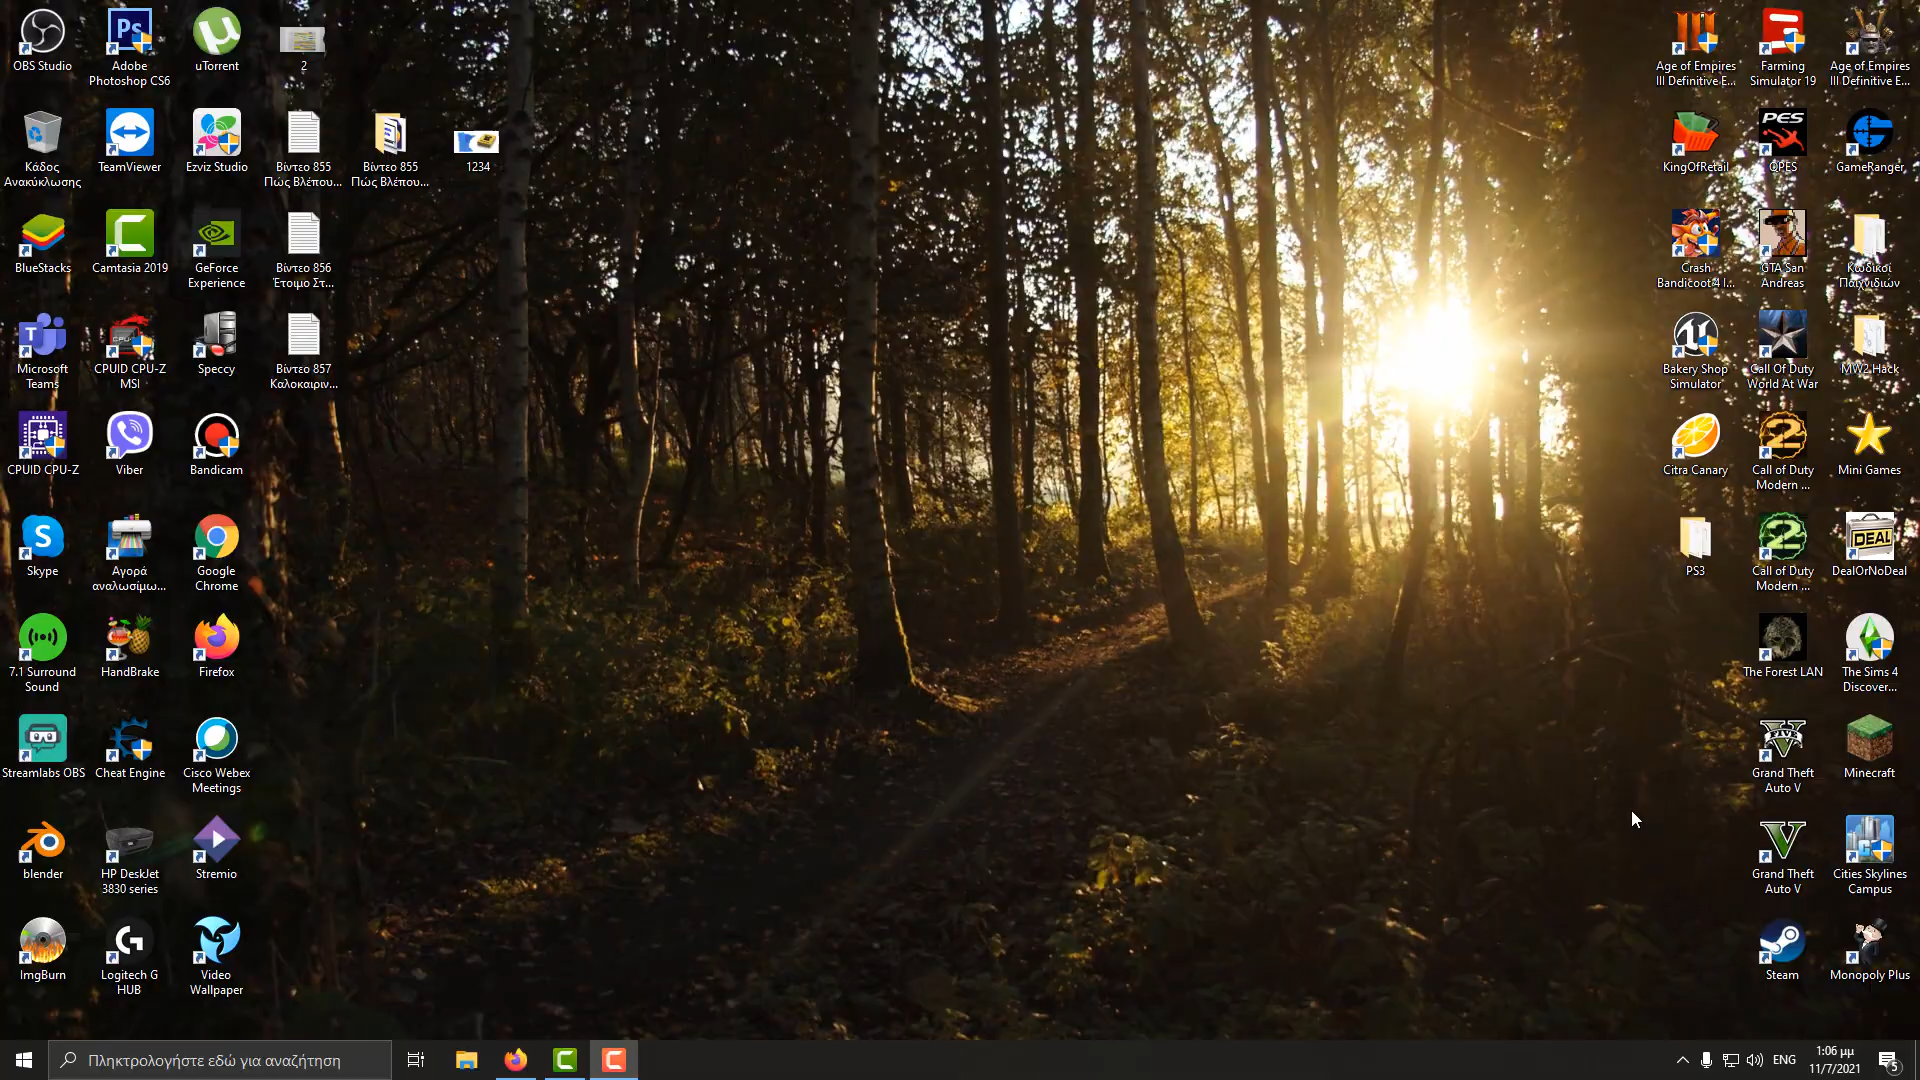 OBS Studio
Adobe
Photoshop CS6
uTorrent
2
Κάδος
Ανακύκλωσης
TeamViewer
Ezviz Studio
Βίντεο 855
Πώς Βλέπου...
Βίντεο 855
Πώς Βλέπου...
1234
BlueStacks
Camtasia 2019
GeForce
Experience
Βίντεο 856
Έτοιμο Στ...
Microsoft
Teams
CPUID CPU-Z
MSI
Speccy
Βίντεο 857
Καλοκαιριν...
CPUID CPU-Z
Viber
Bandicam
Skype
Αγορά
αναλωσίμω...
Google
Chrome
7.1 Surround
Sound
HandBrake
Firefox
Streamlabs OBS
Cheat Engine
Cisco Webex
Meetings
blender
HP DeskJet
3830 series
Stremio
ImgBurn
Logitech G
HUB
Video
Wallpaper
Age of Empires
III Definitive E...
Farming
Simulator 19
Age of Empires
III Definitive E...
KingOfRetail
PES
OPES
GameRanger
Crash
Bandicoot 4 I...
GTA San
Andreas
Κωδικοί
Παιχνιδιών
Bakery Shop
Simulator
Call Of Duty
World At War
MW2 Hack
Citra Canary
Call of Duty
Modern ...
Mini Games
PS3
Call of Duty
Modern ...
DEAL
DealOrNoDeal
The Forest LAN
The Sims 4
Discover...
Grand Theft
Auto V
Minecraft
Grand Theft
Auto V
Cities Skylines
Campus
Steam
Monopoly Plus
Πληκτρολογήστε εδώ για αναζήτηση
ENG
1:06 μμ
11/7/2021
5